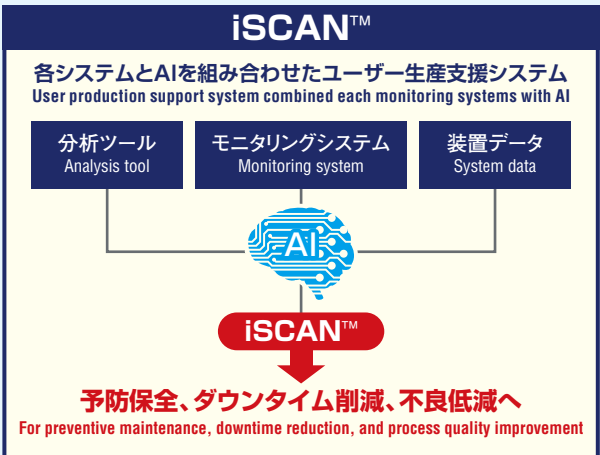 iSCAN™
各システムとAIを組み合わせたユーザー生産支援システム
User production support system combined each monitoring systems with AI
分析ツール
Analysis tool
モニタリングシステム
Monitoring system
装置データ
System data
AI
iSCAN™
予防保全、ダウンタイム削減、不良低減へ
For preventive maintenance, downtime reduction, and process quality improvement